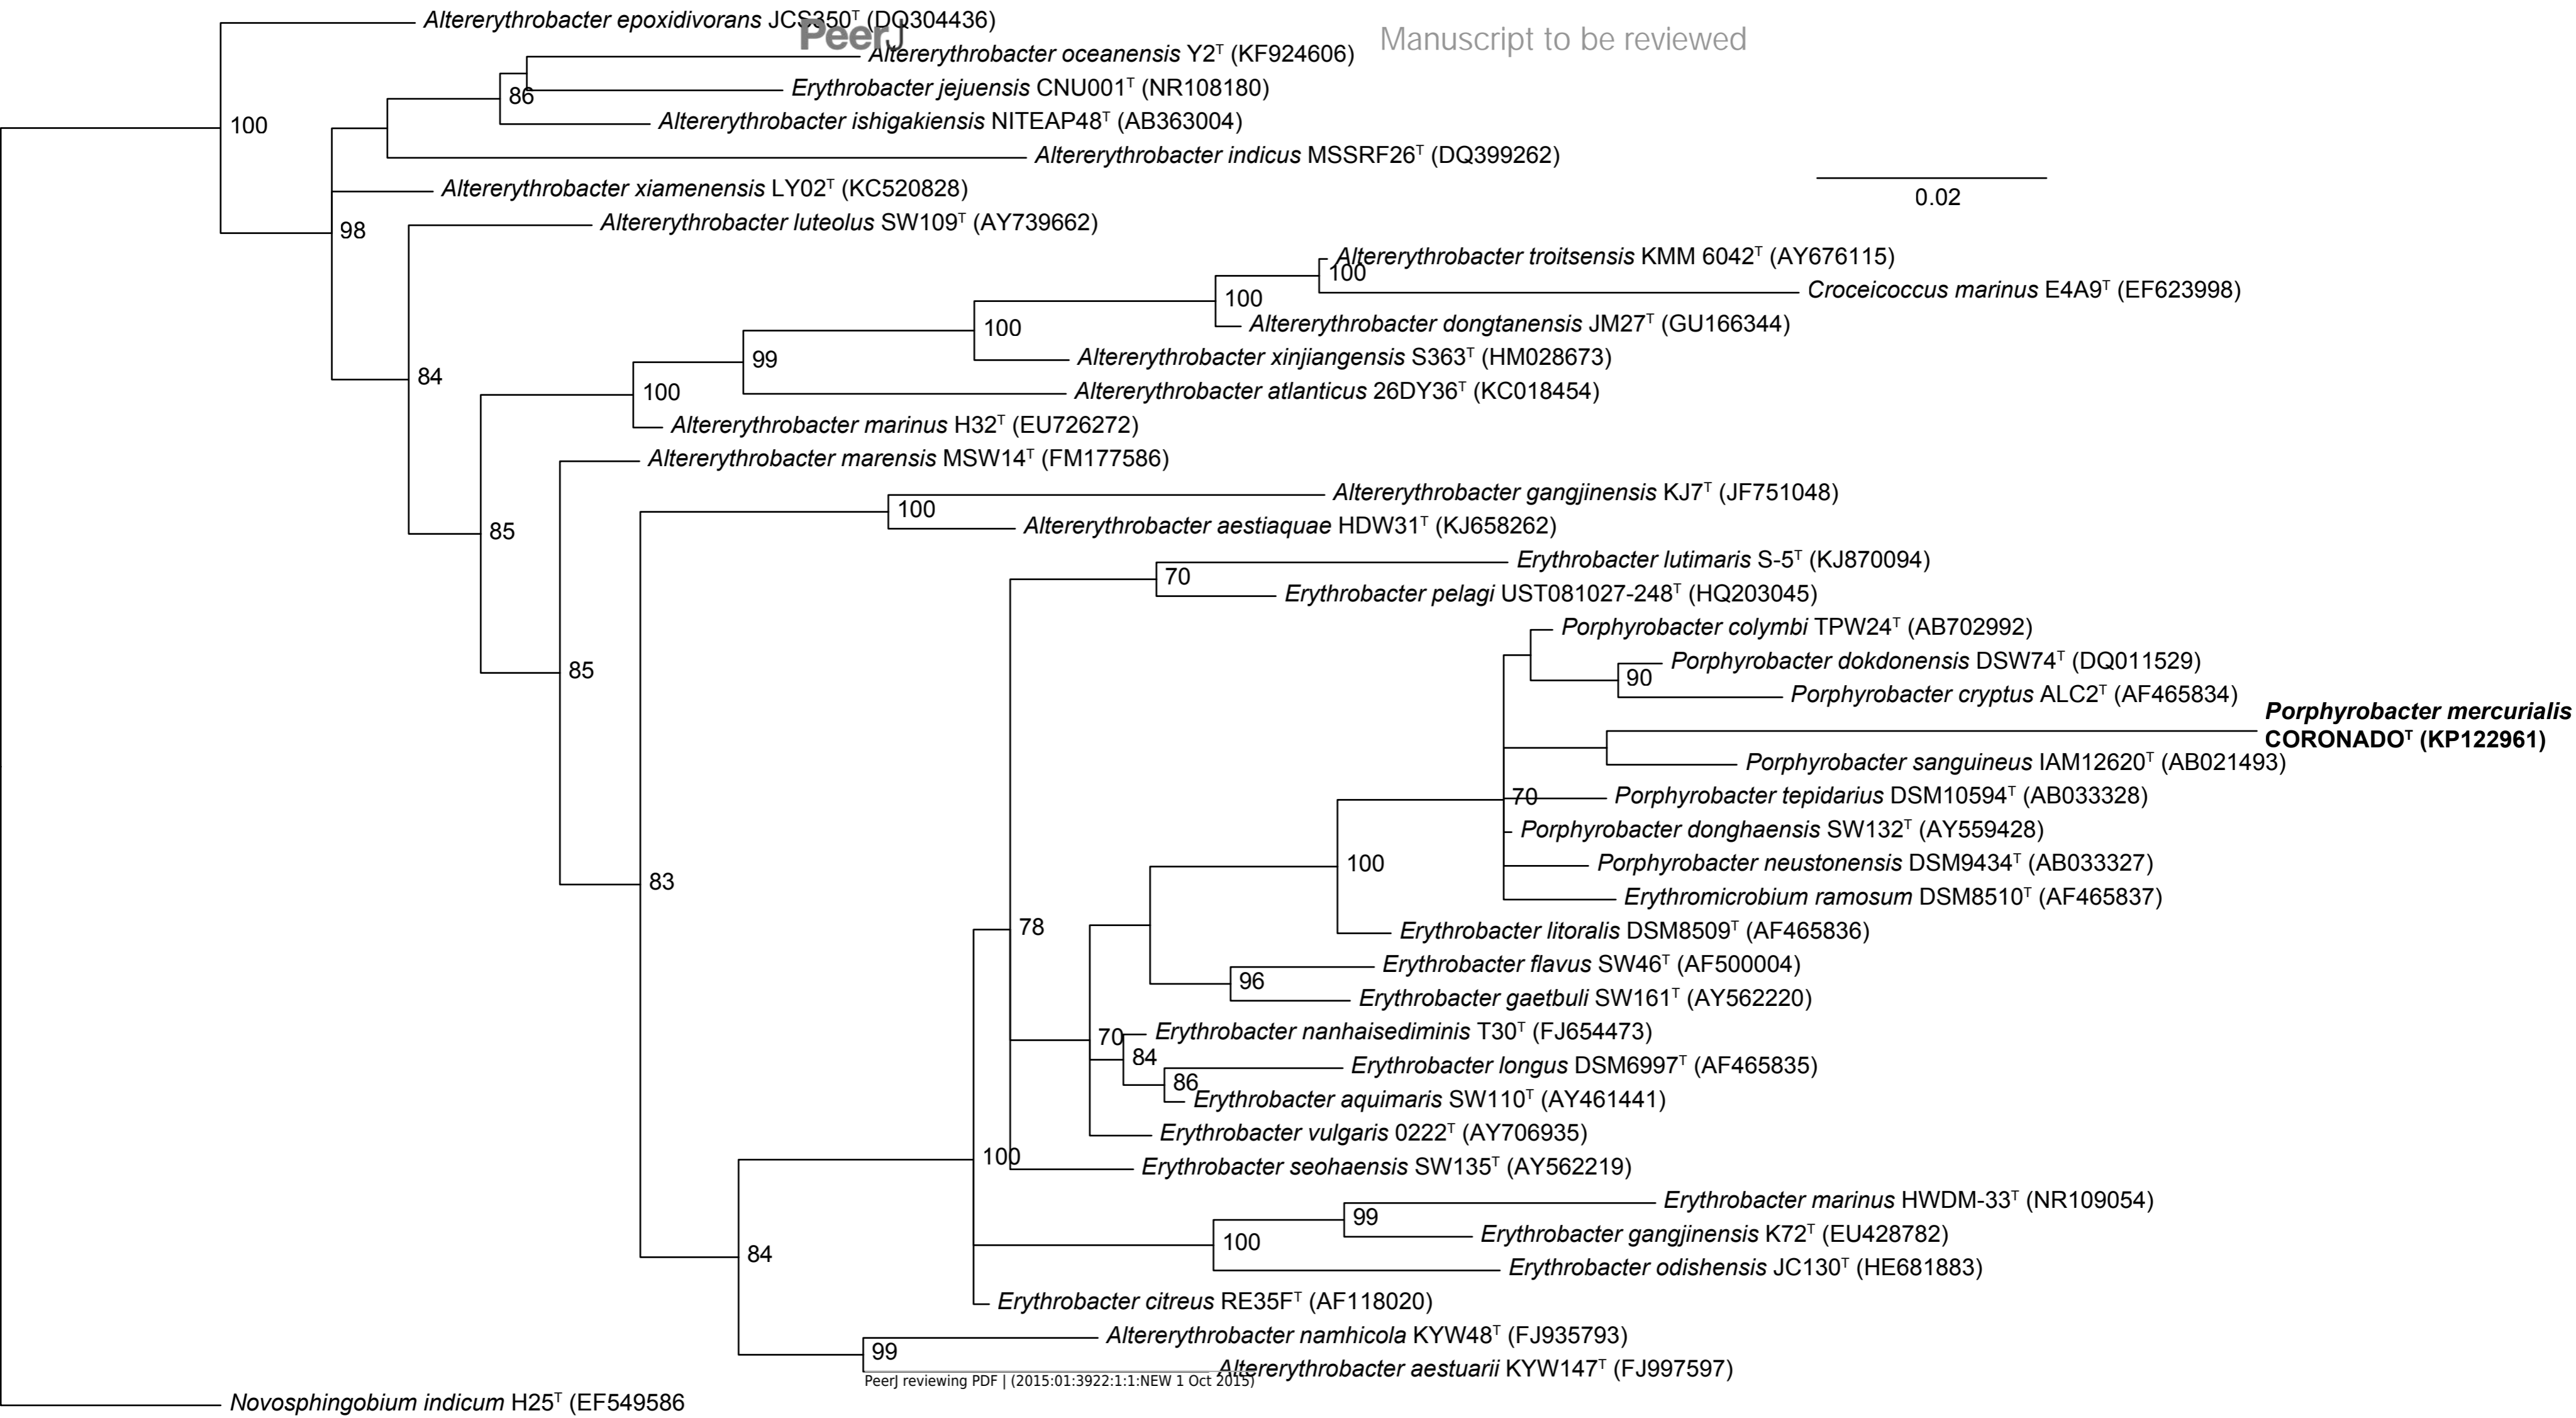 Altererythrobacter epoxidivorans JCS350ᵀ (DQ304436)
PeerJ
Manuscript to be reviewed
Altererythrobacter oceanensis Y2ᵀ (KF924606)
86
Erythrobacter jejuensis CNU001ᵀ (NR108180)
100
Altererythrobacter ishigakiensis NITEAP48ᵀ (AB363004)
Altererythrobacter indicus MSSRF26ᵀ (DQ399262)
Altererythrobacter xiamenensis LY02ᵀ (KC520828)
0.02
98
Altererythrobacter luteolus SW109ᵀ (AY739662)
Altererythrobacter troitsensis KMM 6042ᵀ (AY676115)
100
Croceicoccus marinus E4A9ᵀ (EF623998)
100
Altererythrobacter dongtanensis JM27ᵀ (GU166344)
100
Altererythrobacter xinjiangensis S363ᵀ (HM028673)
99
84
Altererythrobacter atlanticus 26DY36ᵀ (KC018454)
100
Altererythrobacter marinus H32ᵀ (EU726272)
Altererythrobacter marensis MSW14ᵀ (FM177586)
Altererythrobacter gangjinensis KJ7ᵀ (JF751048)
100
85
Altererythrobacter aestiaquae HDW31ᵀ (KJ658262)
Erythrobacter lutimaris S-5ᵀ (KJ870094)
70
Erythrobacter pelagi UST081027-248ᵀ (HQ203045)
Porphyrobacter colymbi TPW24ᵀ (AB702992)
85
Porphyrobacter dokdonensis DSW74ᵀ (DQ011529)
90
Porphyrobacter cryptus ALC2ᵀ (AF465834)
Porphyrobacter mercurialis
CORONADOᵀ (KP122961)
Porphyrobacter sanguineus IAM12620ᵀ (AB021493)
70
Porphyrobacter tepidarius DSM10594ᵀ (AB033328)
Porphyrobacter donghaensis SW132ᵀ (AY559428)
100
Porphyrobacter neustonensis DSM9434ᵀ (AB033327)
83
Erythromicrobium ramosum DSM8510ᵀ (AF465837)
78
Erythrobacter litoralis DSM8509ᵀ (AF465836)
Erythrobacter flavus SW46ᵀ (AF500004)
96
Erythrobacter gaetbuli SW161ᵀ (AY562220)
70
Erythrobacter nanhaisediminis T30ᵀ (FJ654473)
84
Erythrobacter longus DSM6997ᵀ (AF465835)
86
Erythrobacter aquimaris SW110ᵀ (AY461441)
Erythrobacter vulgaris 0222ᵀ (AY706935)
100
Erythrobacter seohaensis SW135ᵀ (AY562219)
Erythrobacter marinus HWDM-33ᵀ (NR109054)
99
Erythrobacter gangjinensis K72ᵀ (EU428782)
100
84
Erythrobacter odishensis JC130ᵀ (HE681883)
Erythrobacter citreus RE35Fᵀ (AF118020)
Altererythrobacter namhicola KYW48ᵀ (FJ935793)
99
Altererythrobacter aestuarii KYW147ᵀ (FJ997597)
PeerJ reviewing PDF | (2015:01:3922:1:1:NEW 1 Oct 2015)
Novosphingobium indicum H25ᵀ (EF549586